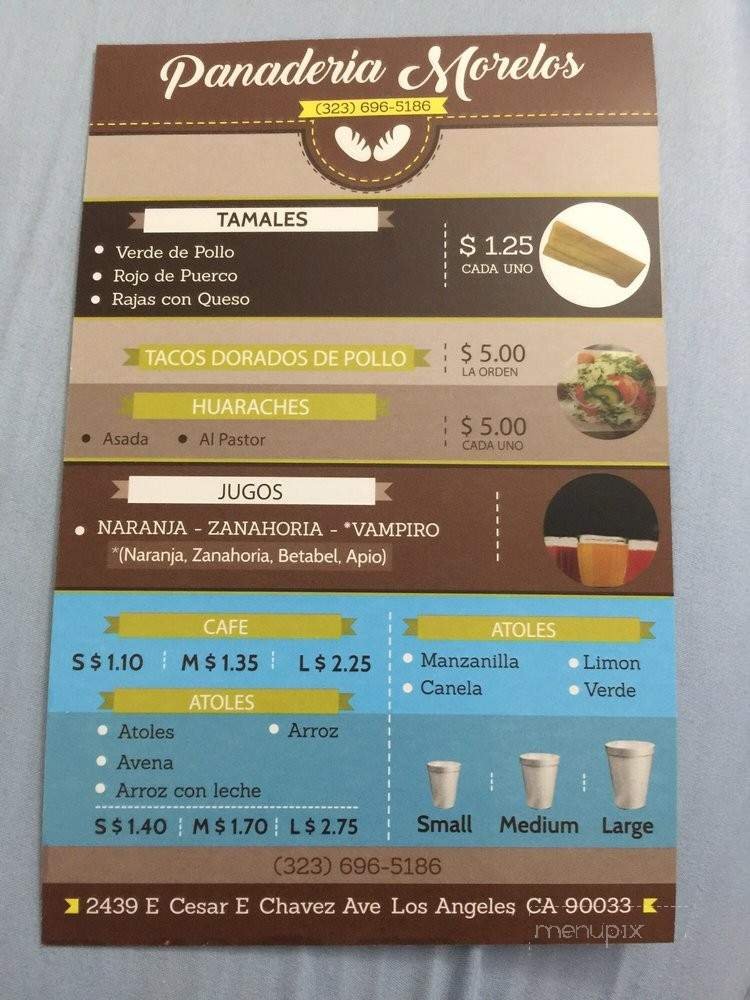 Panaderia Morelos
(323) 696-5186
TAMALES
Verde de Pollo
Rojo de Puerco
Rajas con Queso
$ 1.25
CADA UNO
TACOS DORADOS DE POLLO
$ 5.00
LA ORDEN
HUARACHES
Asada Al Pastor
$ 5.00
CADA UNO
JUGOS
NARANJA - ZANAHORIA - *VAMPIRO
*(Naranja, Zanahoria, Betabel, Apio)
CAFE
S $ 1.10 M $ 1.35 L $ 2.25
ATOLES
Atoles Arroz
Avena
Arroz con leche
S $ 1.40 M $ 1.70 L $ 2.75
ATOLES
Manzanilla Limon
Canela Verde
Small Medium Large
(323) 696-5186
2439 E Cesar E Chavez Ave Los Angeles CA 90033
menupix